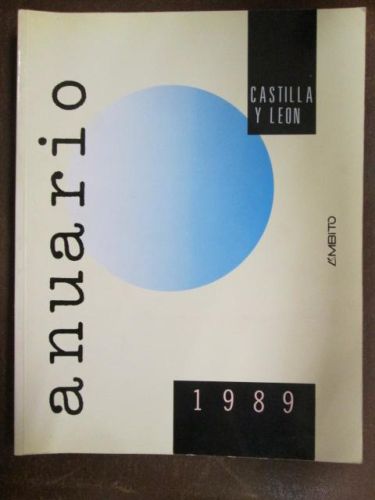 anuario
CASTILLA
Y LEON
ÁMBITO
1989